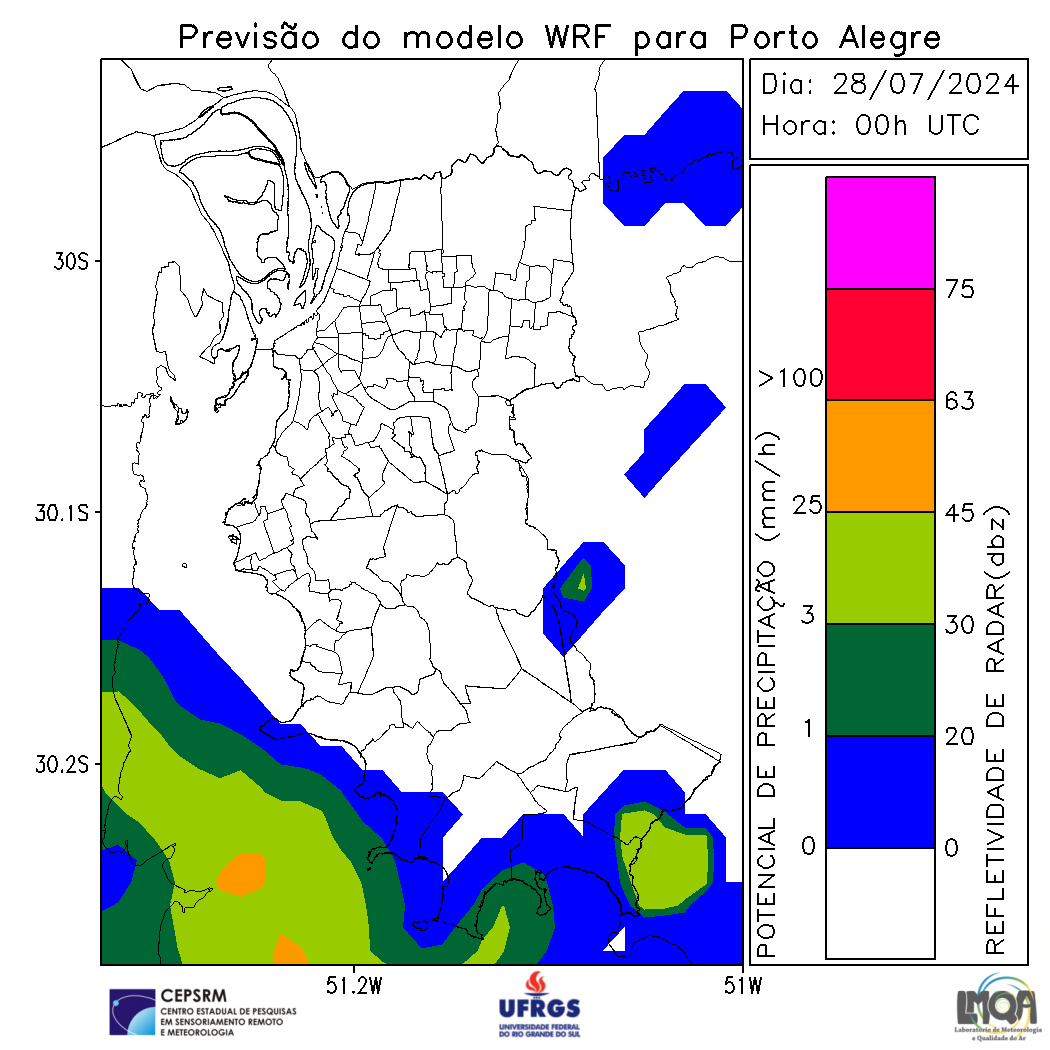 Previsão do modelo WRF para Porto Alegre
Dia: 28/07/2024
Hora: 00h UTC
30S
30.1S
30.2S
51.2W
51W
POTENCIAL DE PRECIPITAÇÃO (mm/h)
>100
25
3
1
0
75
63
45
30
20
0
REFLETIVIDADE DE RADAR(dbz)
CEPSRM
CENTRO ESTADUAL DE PESQUISAS
EM SENSORIAMENTO REMOTO
E METEOROLOGIA
UFRGS
UNIVERSIDADE FEDERAL
DO RIO GRANDE DO SUL
LMQA
Laboratório de Meteorologia
e Qualidade do Ar